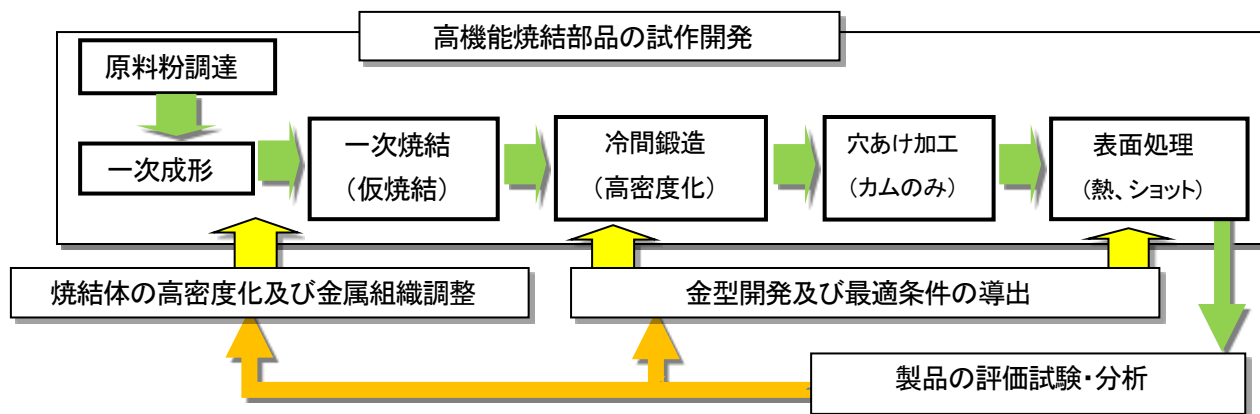 高機能焼結部品の試作開発
原料粉調達
一次成形
一次焼結
（仮焼結）
冷間鍛造
（高密度化）
穴あけ加工
（カムのみ）
表面処理
（熱、ショット）
焼結体の高密度化及び金属組織調整
金型開発及び最適条件の導出
製品の評価試験・分析